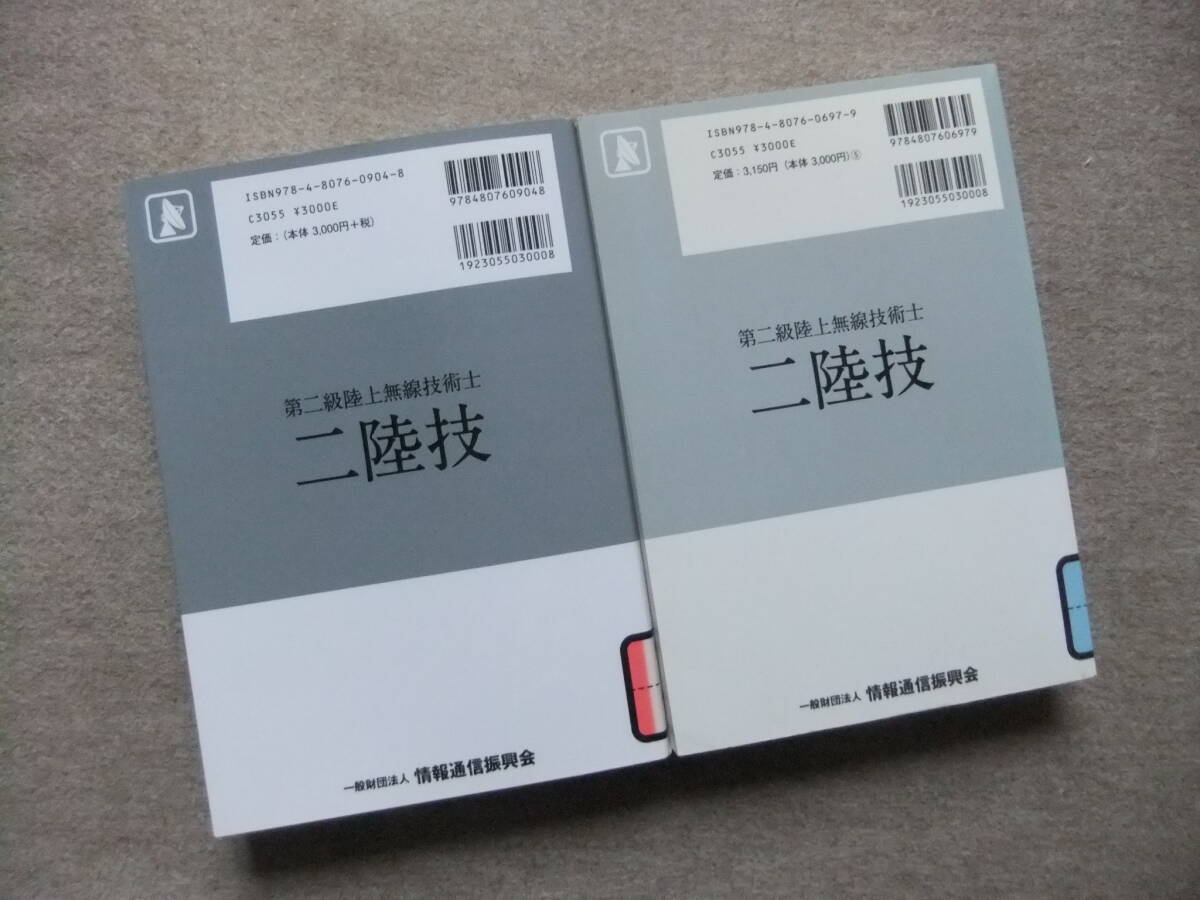 ISBN978-4-8076-0904-8
C3055 ¥3000E
定価：（本体 3,000円＋税）
9784807609048
1923055030008
第二級陸上無線技術士
二陸技
一般財団法人 情報通信振興会
ISBN978-4-8076-0697-9
C3055 ¥3000E
定価：3,150円（本体 3,000円）⑤
9784807606979
1923055030008
第二級陸上無線技術士
二陸技
一般財団法人 情報通信振興会